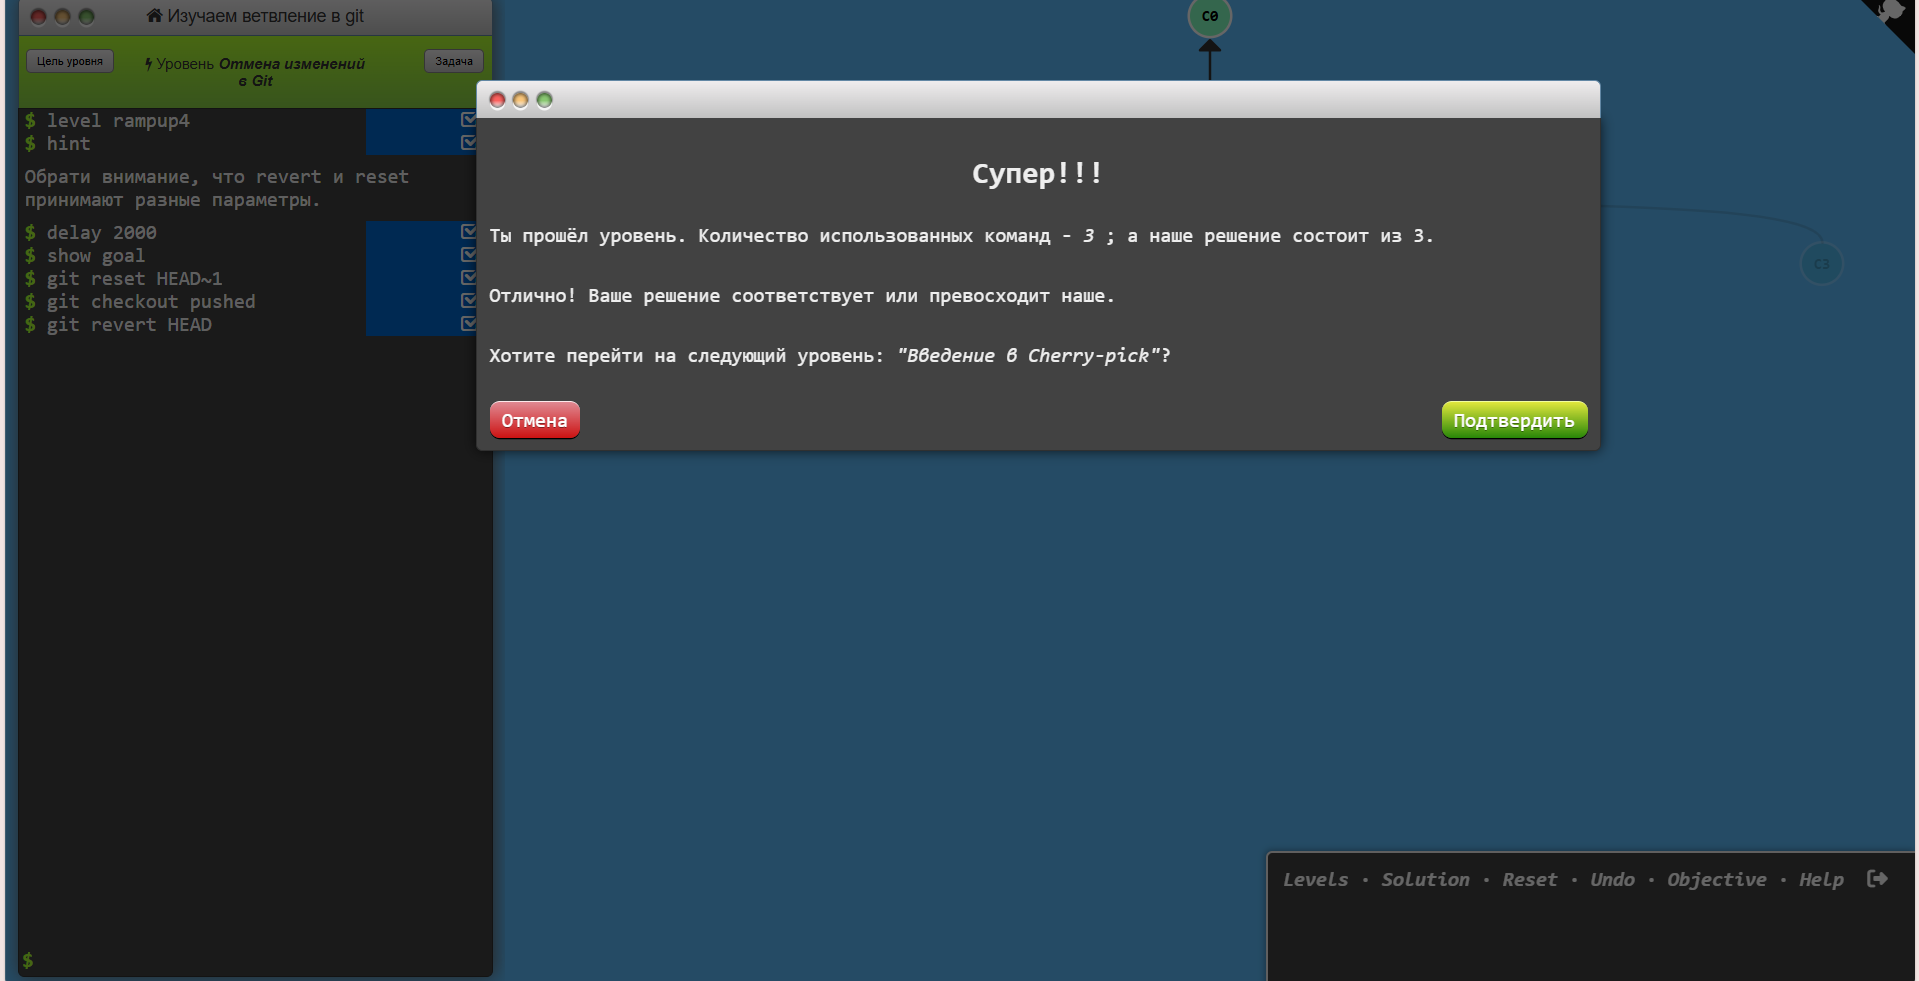 Изучаем ветвление в git
Цель уровня
Уровень Отмена изменений
в Git
Задача
$ level rampup4
$ hint
Обрати внимание, что revert и reset
принимают разные параметры.
$ delay 2000
$ show goal
$ git reset HEAD~1
$ git checkout pushed
$ git revert HEAD
$
C0
Супер!!!
Ты прошёл уровень. Количество использованных команд - 3 ; а наше решение состоит из 3.
Отлично! Ваше решение соответствует или превосходит наше.
Хотите перейти на следующий уровень: "Введение в Cherry-pick"?
Отмена
Подтвердить
C3
Levels · Solution · Reset · Undo · Objective · Help